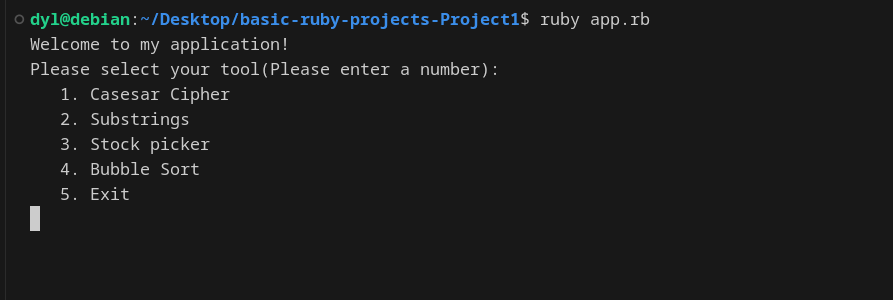 dyl@debian:~/Desktop/basic-ruby-projects-Project1$ ruby app.rb
Welcome to my application!
Please select your tool(Please enter a number):
1. Casesar Cipher
2. Substrings
3. Stock picker
4. Bubble Sort
5. Exit